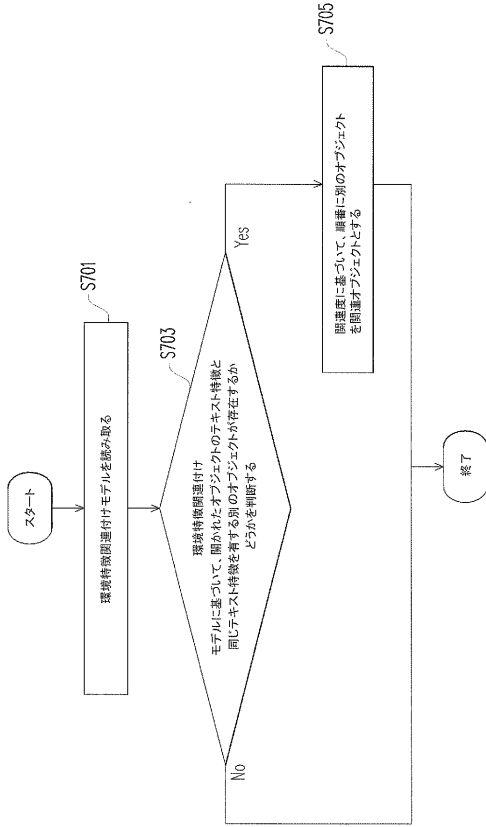 スタート
S701
環境特徴関連付けモデルを読み取る
S703
環境特徴関連付け
モデルに基づいて、開かれたオブジェクトのテキスト特徴と
同じテキスト特徴を有する別のオブジェクトが存在するか
どうかを判断する
Yes
No
S705
関連度に基づいて、順番に別のオブジェクト
を関連オブジェクトとする
終了